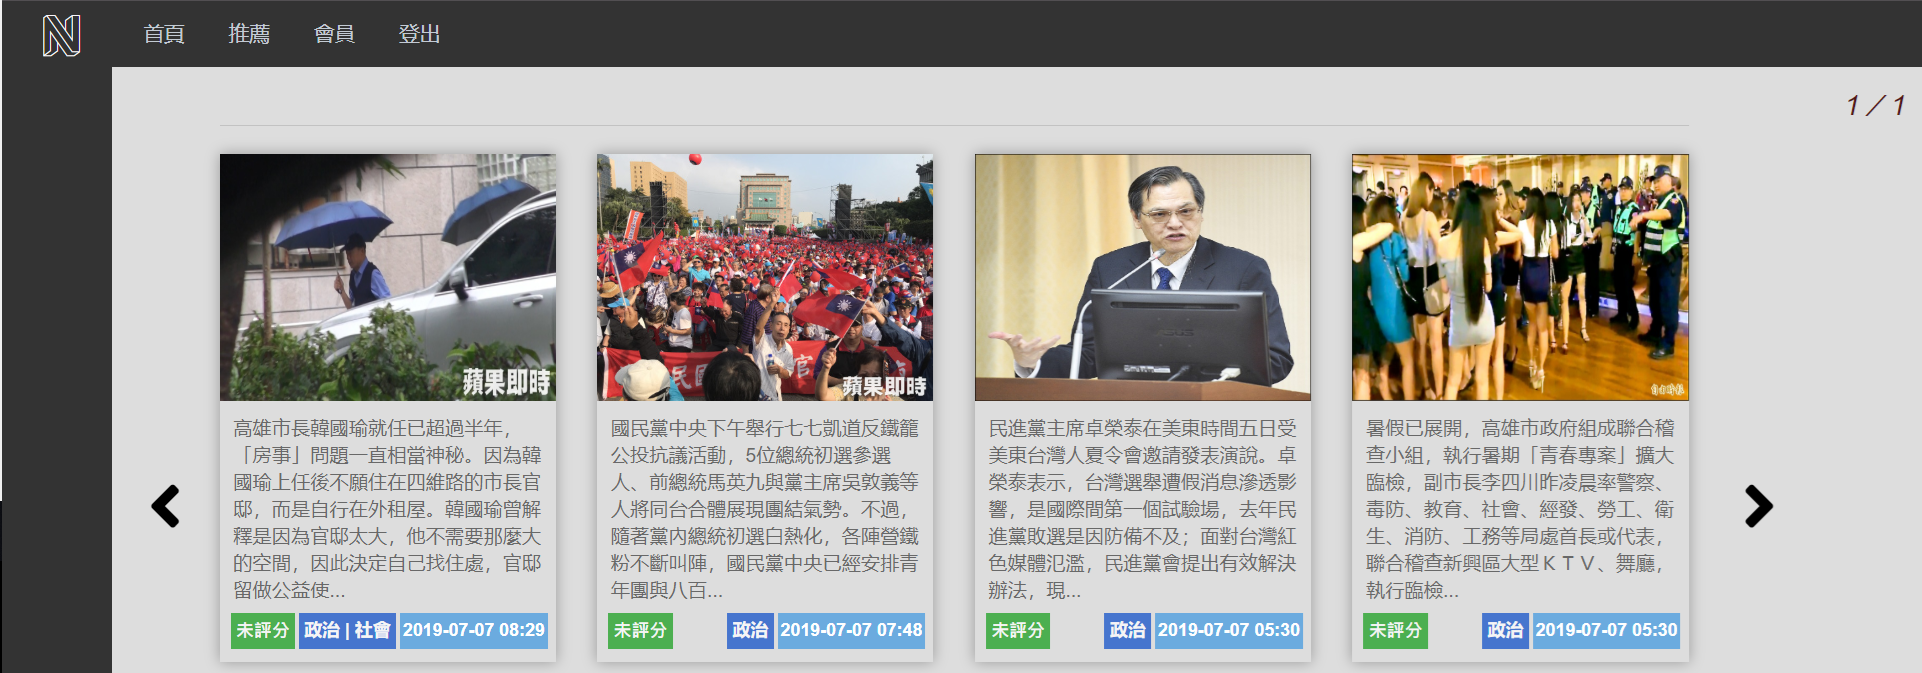 N
首頁 推薦 會員 登出
1／1
蘋果即時
高雄市長韓國瑜就任已超過半年，
「房事」問題一直相當神秘。因為韓
國瑜上任後不願住在四維路的市長官
邸，而是自行在外租屋。韓國瑜曾解
釋是因為官邸太大，他不需要那麼大
的空間，因此決定自己找住處，官邸
留做公益使...
未評分 政治 | 社會 2019-07-07 08:29
民國
官
蘋果即時
國民黨中央下午舉行七七凱道反鐵籠
公投抗議活動，5位總統初選參選
人、前總統馬英九與黨主席吳敦義等
人將同台合體展現團結氣勢。不過，
隨著黨內總統初選白熱化，各陣營鐵
粉不斷叫陣，國民黨中央已經安排青
年團與八百...
未評分 政治 2019-07-07 07:48
民進黨主席卓榮泰在美東時間五日受
美東台灣人夏令會邀請發表演說。卓
榮泰表示，台灣選舉遭假消息滲透影
響，是國際間第一個試驗場，去年民
進黨敗選是因防備不及；面對台灣紅
色媒體氾濫，民進黨會提出有效解決
辦法，現...
未評分 政治 2019-07-07 05:30
自由時報
暑假已展開，高雄市政府組成聯合稽
查小組，執行暑期「青春專案」擴大
臨檢，副市長李四川昨凌晨率警察、
毒防、教育、社會、經發、勞工、衛
生、消防、工務等局處首長或代表，
聯合稽查新興區大型ＫＴＶ、舞廳，
執行臨檢...
未評分 政治 2019-07-07 05:30